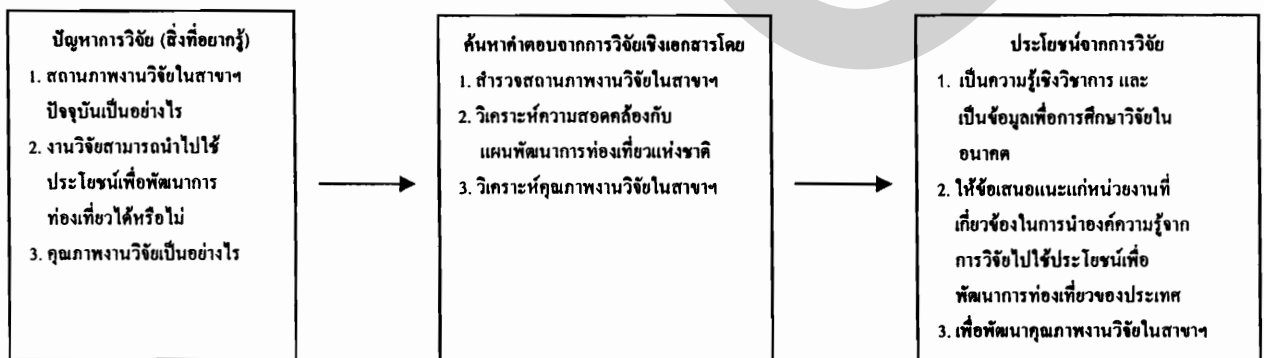 ปัญหาการวิจัย (สิ่งที่อยากรู้)
1. สถานภาพงานวิจัยในสาขาฯ
ปัจจุบันเป็นอย่างไร
2. งานวิจัยสามารถนำไปใช้
ประโยชน์เพื่อพัฒนาการ
ท่องเที่ยวได้หรือไม่
3. คุณภาพงานวิจัยเป็นอย่างไร
ค้นหาคำตอบจากการวิจัยเชิงเอกสารโดย
1. สำรวจสถานภาพงานวิจัยในสาขาฯ
2. วิเคราะห์ความสอดคล้องกับ
แผนพัฒนาการท่องเที่ยวแห่งชาติ
3. วิเคราะห์คุณภาพงานวิจัยในสาขาฯ
ประโยชน์จากการวิจัย
1. เป็นความรู้เชิงวิชาการ และ
เป็นข้อมูลเพื่อการศึกษาวิจัยใน
อนาคต
2. ให้ข้อเสนอแนะแก่หน่วยงานที่
เกี่ยวข้องในการนำองค์ความรู้จาก
การวิจัยไปใช้ประโยชน์เพื่อ
พัฒนาการท่องเที่ยวของประเทศ
3. เพื่อพัฒนาคุณภาพงานวิจัยในสาขาฯ